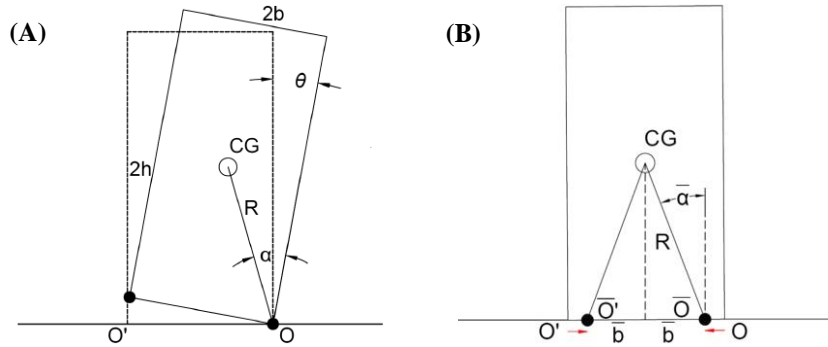 (A)
2b
θ
CG
2h
R
α
O'
O
(B)
CG
α̅
R
O̅'
O̅
O'
b̅
b̅
O